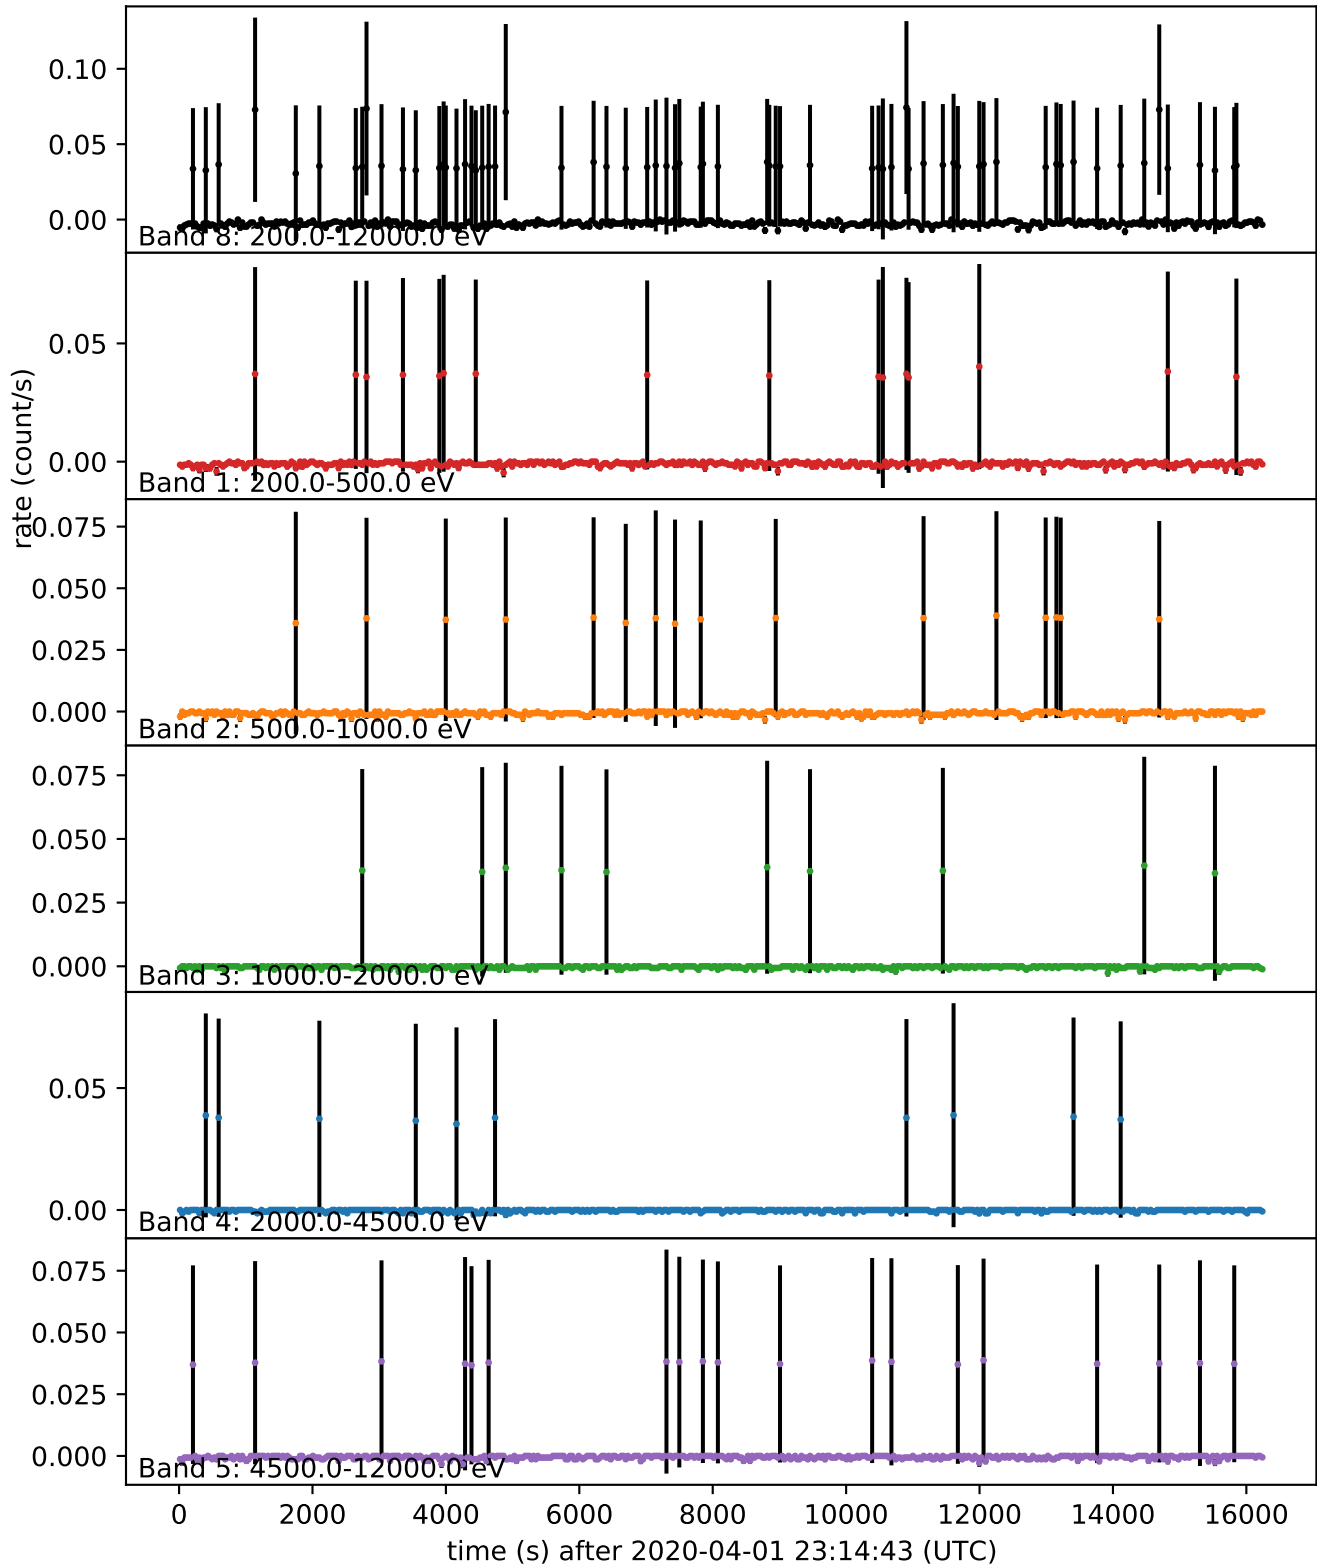 0.10
0.05
0.00
Band 8: 200.0-12000.0 eV
0.05
0.00
Band 1: 200.0-500.0 eV
rate (count/s)
0.075
0.050
0.025
0.000
Band 2: 500.0-1000.0 eV
0.075
0.050
0.025
0.000
Band 3: 1000.0-2000.0 eV
0.05
0.00
Band 4: 2000.0-4500.0 eV
0.075
0.050
0.025
0.000
Band 5: 4500.0-12000.0 eV
0 2000 4000 6000 8000 10000 12000 14000 16000
time (s) after 2020-04-01 23:14:43 (UTC)